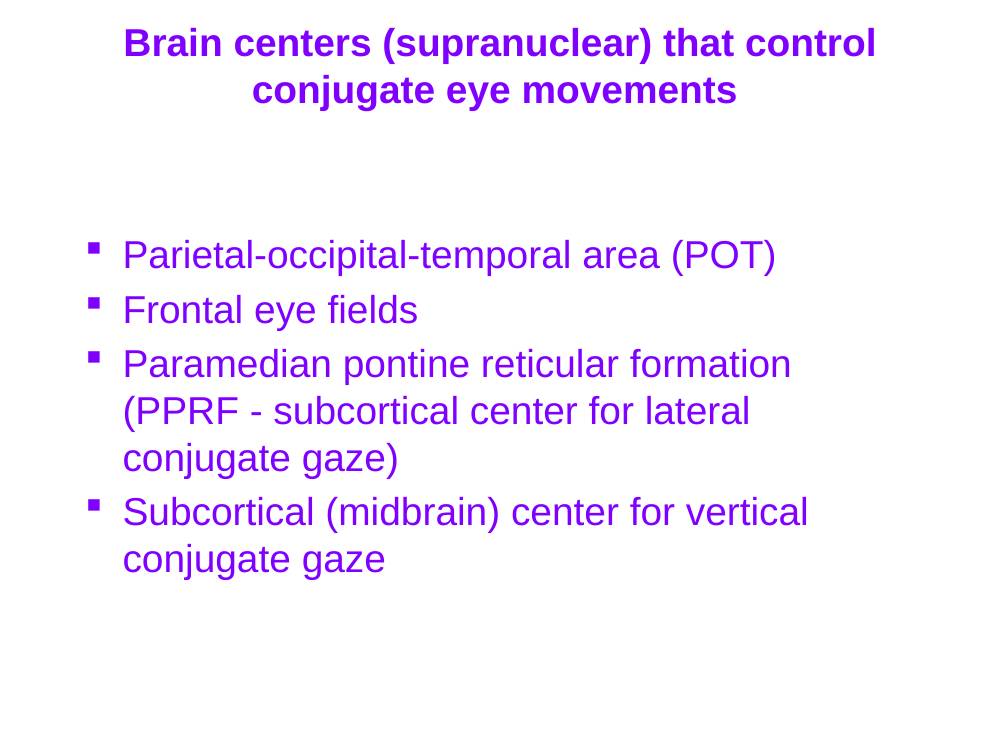 Brain centers (supranuclear) that control
conjugate eye movements
▪ Parietal-occipital-temporal area (POT)
▪ Frontal eye fields
▪ Paramedian pontine reticular formation
(PPRF - subcortical center for lateral
conjugate gaze)
▪ Subcortical (midbrain) center for vertical
conjugate gaze